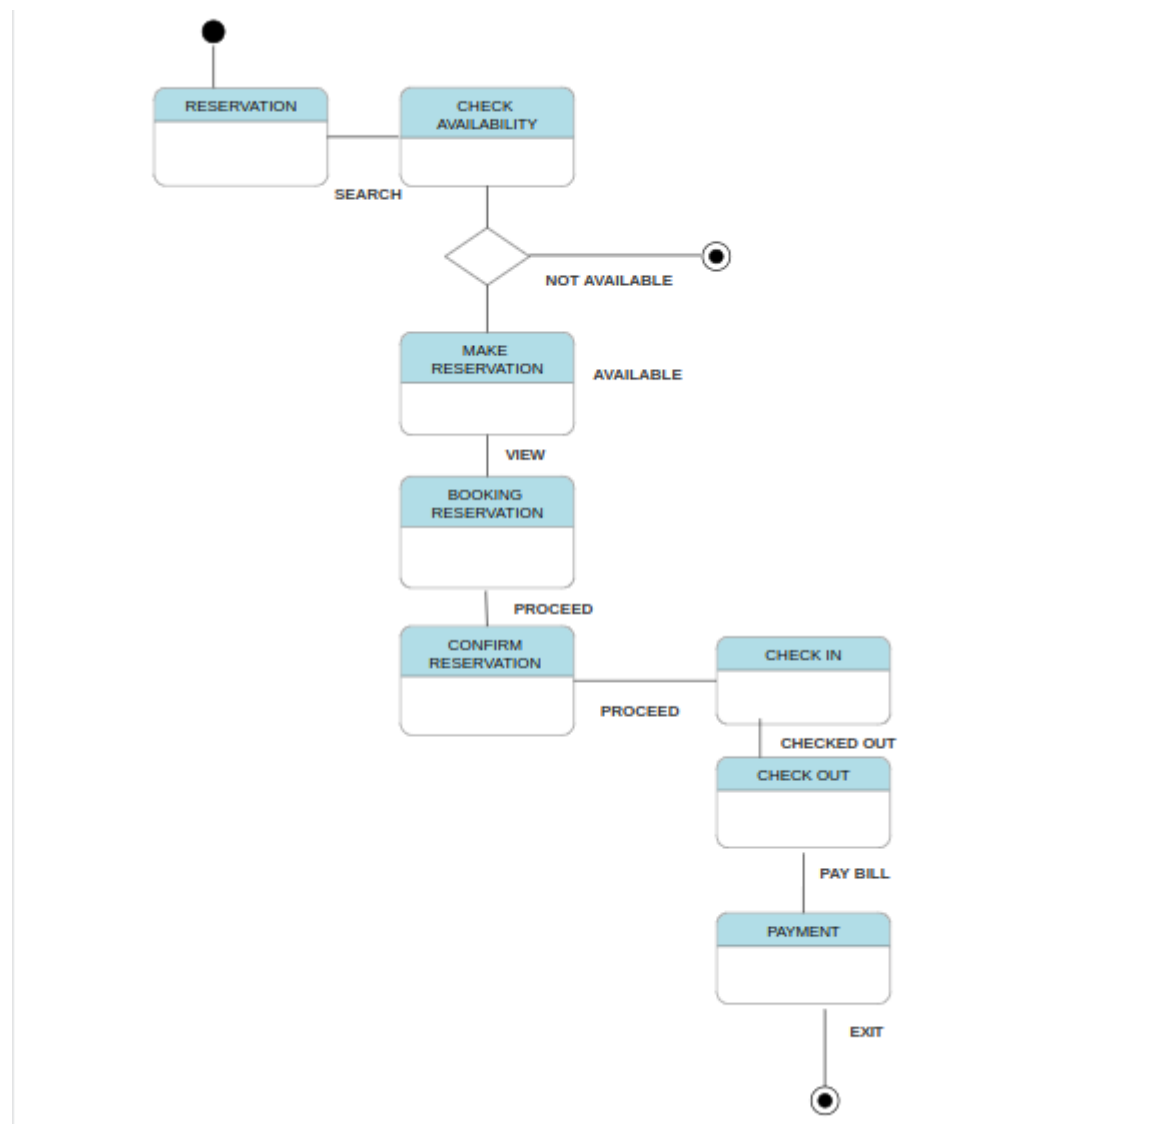 RESERVATION
CHECK
AVAILABILITY
SEARCH
NOT AVAILABLE
MAKE
RESERVATION
AVAILABLE
VIEW
BOOKING
RESERVATION
PROCEED
CONFIRM
RESERVATION
CHECK IN
PROCEED
CHECKED OUT
CHECK OUT
PAY BILL
PAYMENT
EXIT